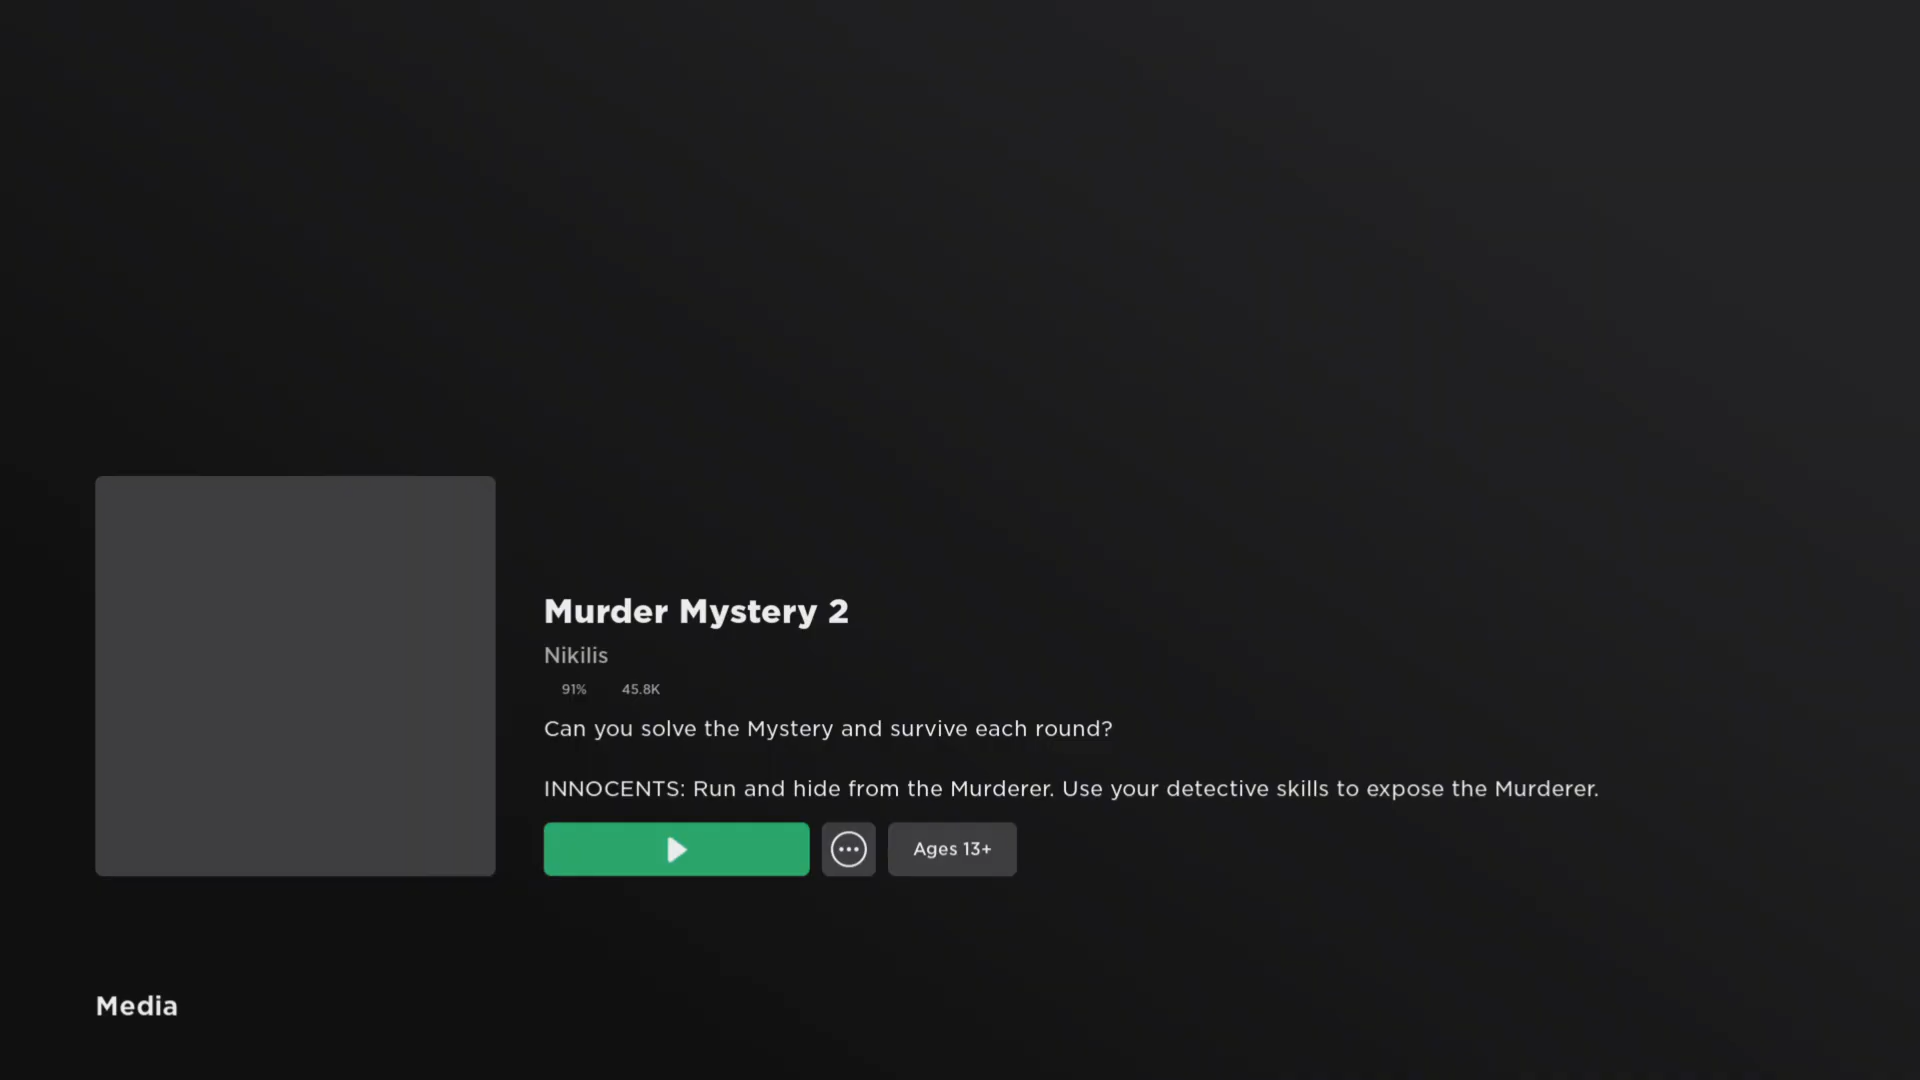 Murder Mystery 2
Nikilis
91% 45.8K
Can you solve the Mystery and survive each round?
INNOCENTS: Run and hide from the Murderer. Use your detective skills to expose the Murderer.
Ages 13+
Media